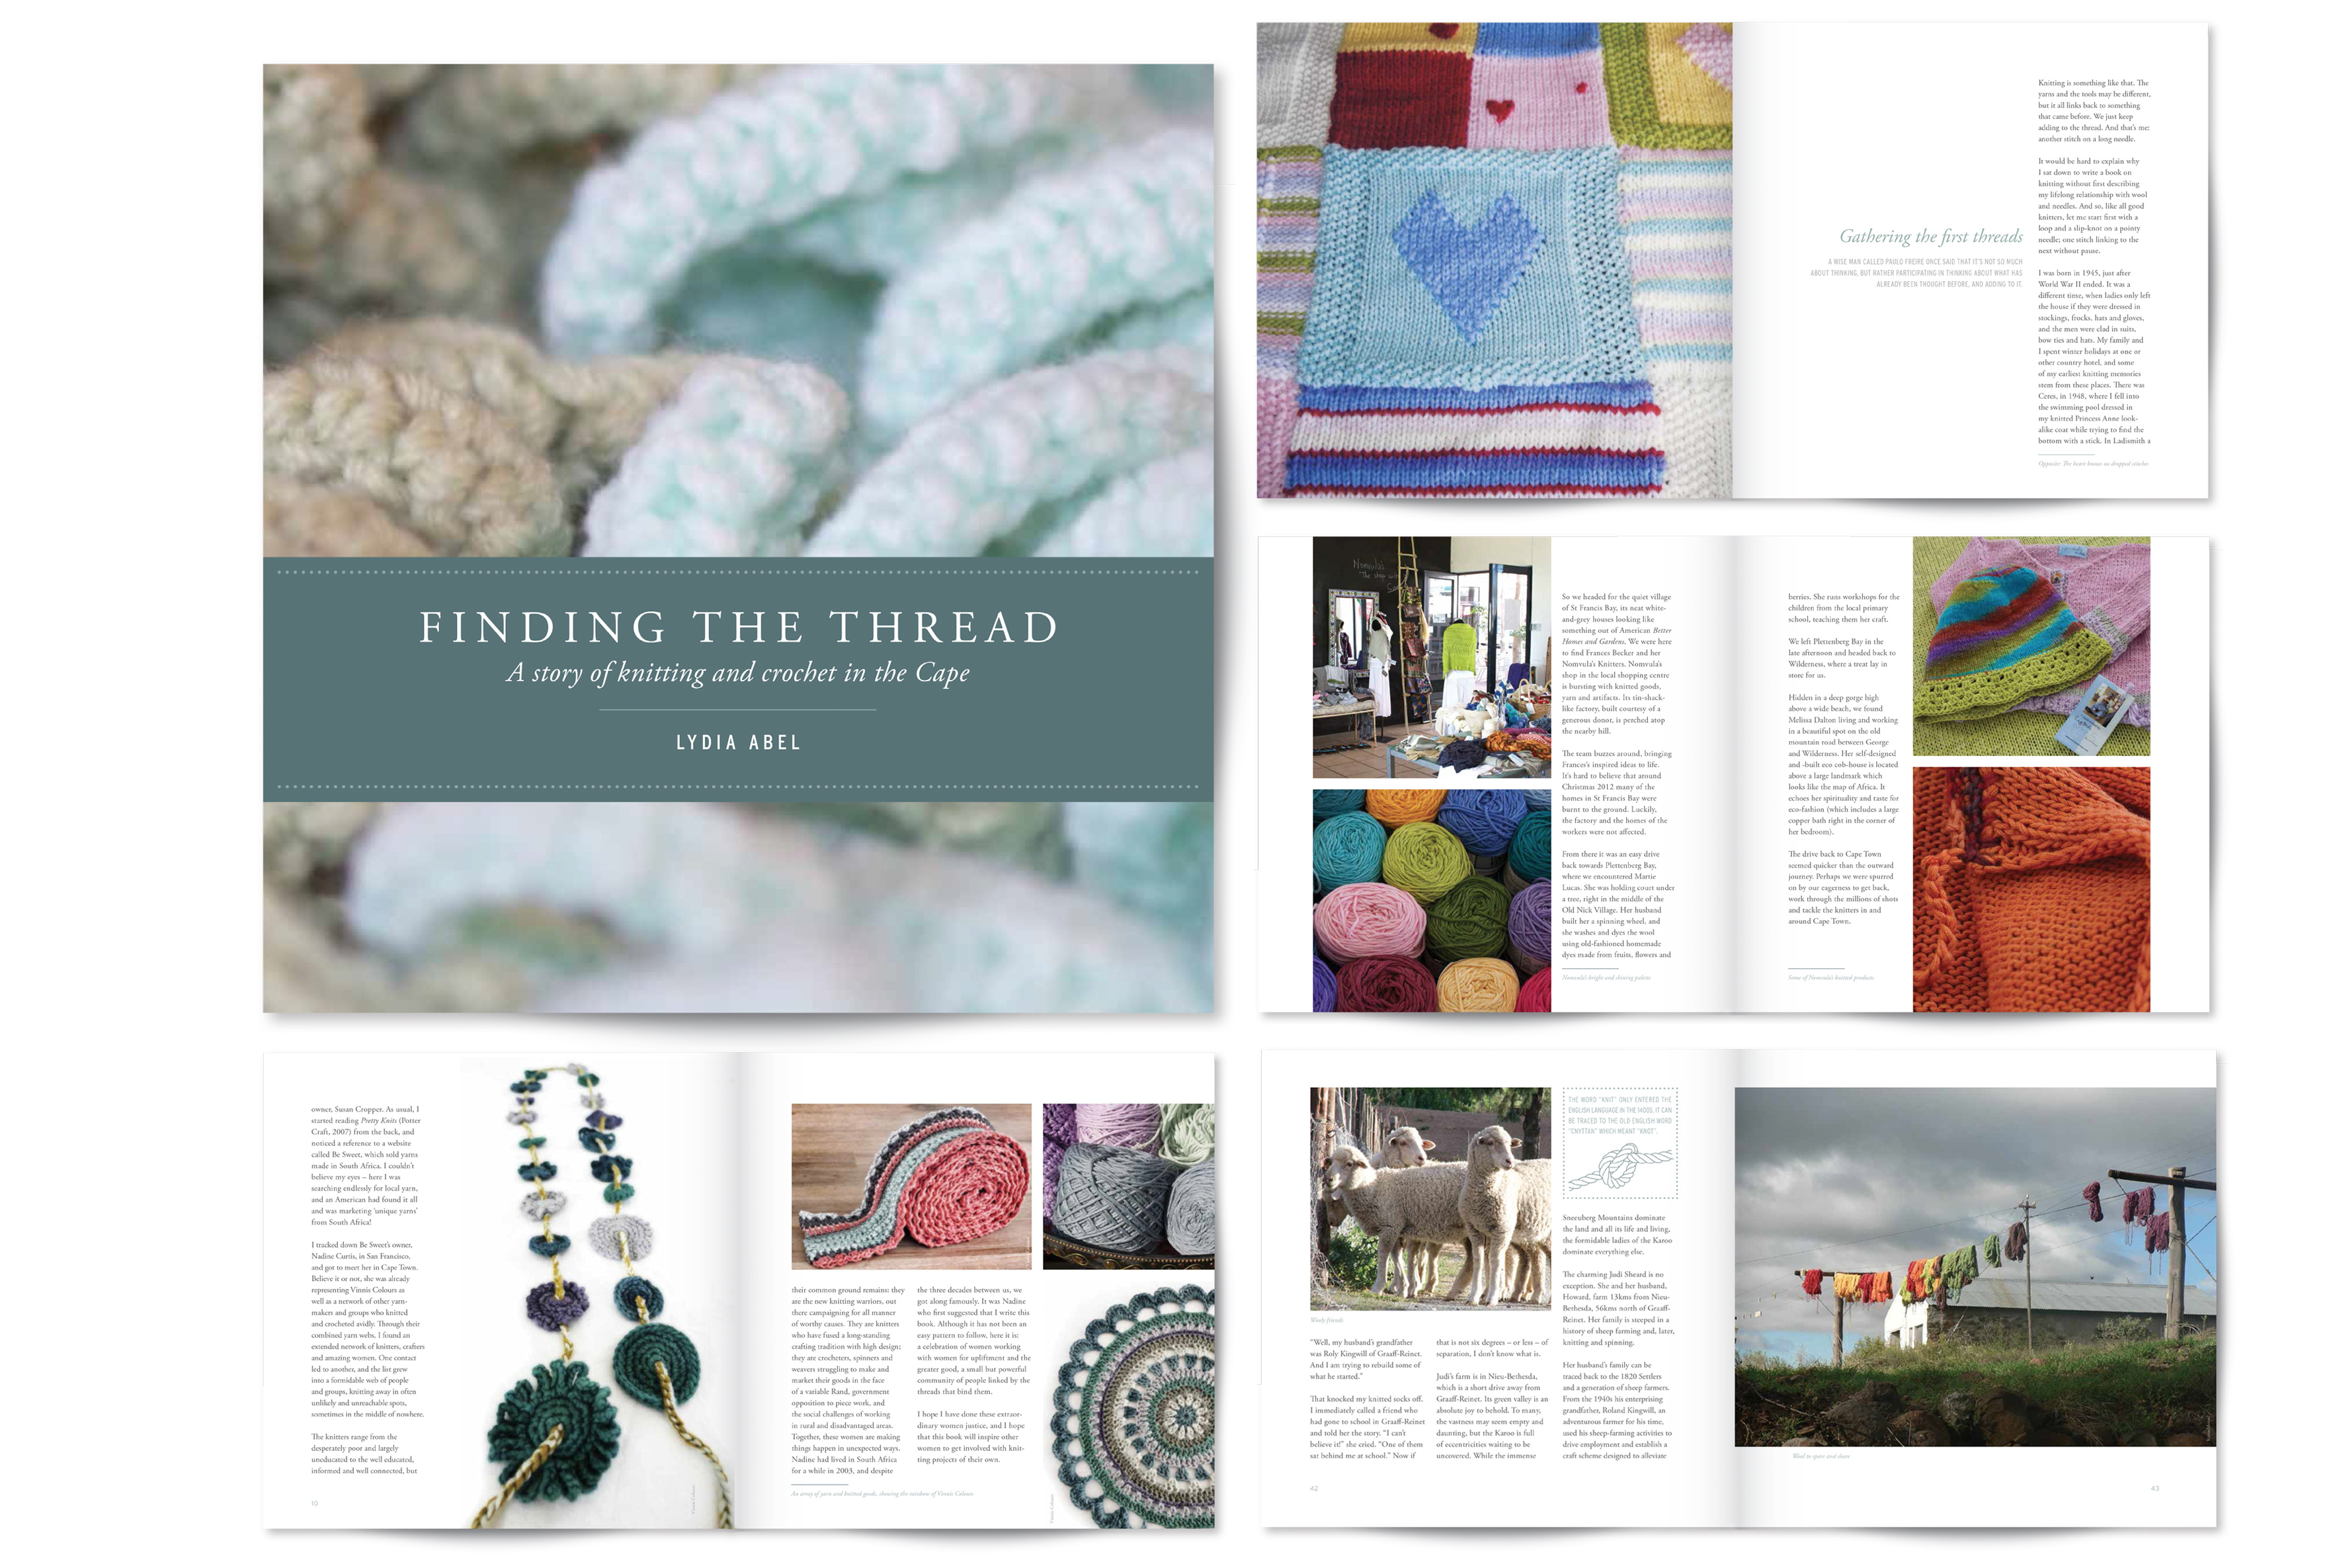 FINDING THE THREAD
A story of knitting and crochet in the Cape
LYDIA ABEL
Gathering the first threads
A WISE MAN CALLED PAULO FREIRE ONCE SAID THAT IT'S NOT SO MUCH
ABOUT THINKING, BUT RATHER PARTICIPATING IN THINKING ABOUT WHAT HAS
ALREADY BEEN THOUGHT BEFORE, AND ADDING TO IT.
Knitting is something like that. The
yarns and the tools may be different,
but it all links back to something
that came before. We just keep
adding to the thread. And that's me:
another stitch on a long needle.
It would be hard to explain why
I sat down to write a book on
knitting without first describing
my lifelong relationship with wool
and needles. And so, like all good
knitters, let me start first with a
loop and a slip-knot on a pointy
needle; one stitch linking to the
next without pause.
I was born in 1945, just after
World War II ended. It was a
different time, when ladies only left
the house if they were dressed in
stockings, frocks, hats and gloves,
and the men were clad in suits,
bow ties and hats. My family and
I spent winter holidays at one or
other country hotel, and some
of my earliest knitting memories
stem from these places. There was
Ceres, in 1948, where I fell into
the swimming pool dressed in
my knitted Princess Anne look-
alike coat while trying to find the
bottom with a stick. In Ladismith a
Opposite: The heart knows no dropped stitches
Nomvula's
So we headed for the quiet village
of St Francis Bay, its neat white-
and-grey houses looking like
something out of American Better
Homes and Gardens. We were here
to find Frances Becker and her
Nomvula's Knitters. Nomvula's
shop in the local shopping centre
is bursting with knitted goods,
yarn and artifacts. Its tin-shack-
like factory, built courtesy of a
generous donor, is perched atop
the nearby hill.
The team buzzes around, bringing
Frances's inspired ideas to life.
It's hard to believe that around
Christmas 2012 many of the
homes in St Francis Bay were
burnt to the ground. Luckily,
the factory and the homes of the
workers were not affected.
From there it was an easy drive
back towards Plettenberg Bay,
where we encountered Martie
Lucas. She was holding court under
a tree, right in the middle of the
Old Nick Village. Her husband
built her a spinning wheel, and
she washes and dyes the wool
using old-fashioned homemade
dyes made from fruits, flowers and
Nomvula's bright and shining palette
berries. She runs workshops for the
children from the local primary
school, teaching them her craft.
We left Plettenberg Bay in the
late afternoon and headed back to
Wilderness, where a treat lay in
store for us.
Hidden in a deep gorge high
above a wide beach, we found
Melissa Dalton living and working
in a beautiful spot on the old
mountain road between George
and Wilderness. Her self-designed
and -built eco cob-house is located
above a large landmark which
looks like the map of Africa. It
echoes her spirituality and taste for
eco-fashion (which includes a large
copper bath right in the corner of
her bedroom).
The drive back to Cape Town
seemed quicker than the outward
journey. Perhaps we were spurred
on by our eagerness to get back,
work through the millions of shots
and tackle the knitters in and
around Cape Town.
Some of Nomvula's knitted products
owner, Susan Cropper. As usual, I
started reading Pretty Knits (Potter
Craft, 2007) from the back, and
noticed a reference to a website
called Be Sweet, which sold yarns
made in South Africa. I couldn't
believe my eyes – here I was
searching endlessly for local yarn,
and an American had found it all
and was marketing 'unique yarns'
from South Africa!
I tracked down Be Sweet's owner,
Nadine Curtis, in San Francisco,
and got to meet her in Cape Town.
Believe it or not, she was already
representing Vinnis Colours as
well as a network of other yarn-
makers and groups who knitted
and crocheted avidly. Through their
combined yarn webs, I found an
extended network of knitters, crafters
and amazing women. One contact
led to another, and the list grew
into a formidable web of people
and groups, knitting away in often
unlikely and unreachable spots,
sometimes in the middle of nowhere.
The knitters range from the
desperately poor and largely
uneducated to the well educated,
informed and well connected, but
10
Vinnis Colours
their common ground remains: they
are the new knitting warriors, out
there campaigning for all manner
of worthy causes. They are knitters
who have fused a long-standing
crafting tradition with high design;
they are crocheters, spinners and
weavers struggling to make and
market their goods in the face
of a variable Rand, government
opposition to piece work, and
the social challenges of working
in rural and disadvantaged areas.
Together, these women are making
things happen in unexpected ways.
Nadine had lived in South Africa
for a while in 2003, and despite
An array of yarn and knitted goods, showing the rainbow of Vinnis Colours
the three decades between us, we
got along famously. It was Nadine
who first suggested that I write this
book. Although it has not been an
easy pattern to follow, here it is:
a celebration of women working
with women for upliftment and the
greater good, a small but powerful
community of people linked by the
threads that bind them.
I hope I have done these extraor-
dinary women justice, and I hope
that this book will inspire other
women to get involved with knit-
ting projects of their own.
Vinnis Colours
Woolly friends
"Well, my husband's grandfather
was Roly Kingwill of Graaff-Reinet.
And I am trying to rebuild some of
what he started."
That knocked my knitted socks off.
I immediately called a friend who
had gone to school in Graaff-Reinet
and told her the story. "I can't
believe it!" she cried. "One of them
sat behind me at school." Now if
42
that is not six degrees – or less – of
separation, I don't know what is.
Judi's farm is in Nieu-Bethesda,
which is a short drive away from
Graaff-Reinet. Its green valley is an
absolute joy to behold. To many,
the vastness may seem empty and
daunting, but the Karoo is full
of eccentricities waiting to be
uncovered. While the immense
THE WORD "KNIT" ONLY ENTERED THE
ENGLISH LANGUAGE IN THE 1400S. IT CAN
BE TRACED TO THE OLD ENGLISH WORD
"CNYTTAN" WHICH MEANT "KNOT".
Sneeuberg Mountains dominate
the land and all its life and living,
the formidable ladies of the Karoo
dominate everything else.
The charming Judi Sheard is no
exception. She and her husband,
Howard, farm 13kms from Nieu-
Bethesda, 56kms north of Graaff-
Reinet. Her family is steeped in a
history of sheep farming and, later,
knitting and spinning.
Her husband's family can be
traced back to the 1820 Settlers
and a generation of sheep farmers.
From the 1940s his enterprising
grandfather, Roland Kingwill, an
adventurous farmer for his time,
used his sheep-farming activities to
drive employment and establish a
craft scheme designed to alleviate
Wool to spare and share
43